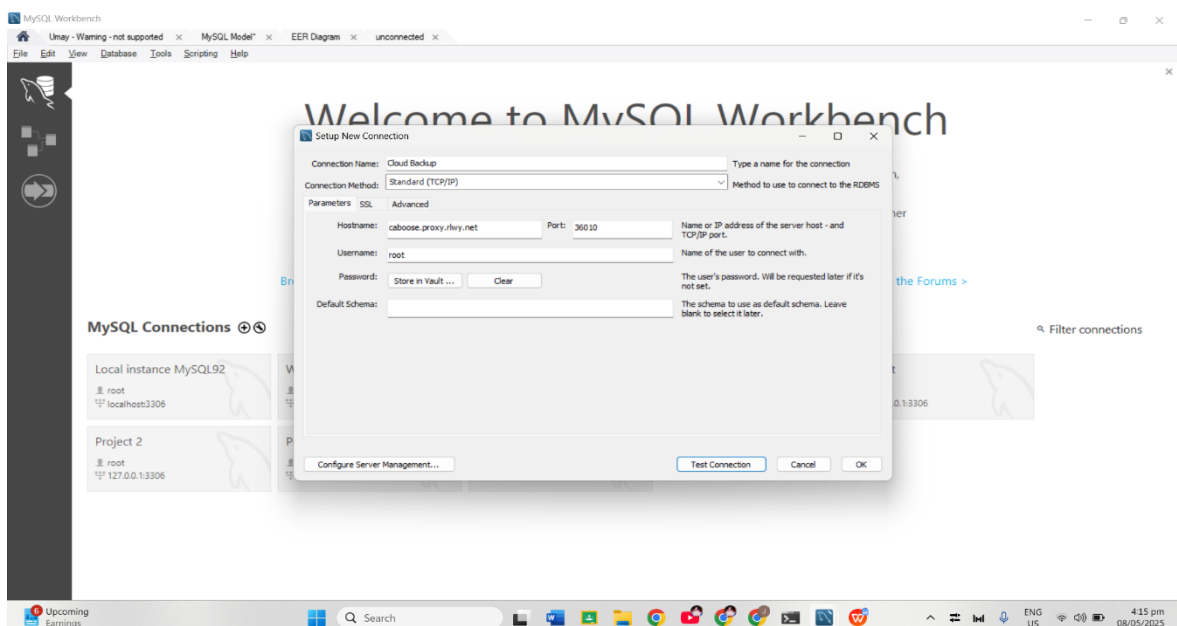 MySQL Workbench
Umay - Warning - not supported × MySQL Model* × EER Diagram × unconnected ×
File Edit View Database Tools Scripting Help
Welcome to MySQL Workbench
Setup New Connection
Connection Name: Cloud Backup Type a name for the connection
Connection Method: Standard (TCP/IP) Method to use to connect to the RDBMS
Parameters SSL Advanced
Hostname: caboose.proxy.rlwy.net Port: 36010 Name or IP address of the server host - and
TCP/IP port.
Username: root Name of the user to connect with.
Password: Store in Vault ... Clear The user's password. Will be requested later if it's
not set.
the Forums >
Default Schema: The schema to use as default schema. Leave
blank to select it later.
MySQL Connections
Filter connections
Local instance MySQL92
root
localhost:3306
0.1:3306
Project 2
root
127.0.0.1:3306
Configure Server Management... Test Connection Cancel OK
6 Upcoming
Earnings
Search
ENG
US
4:15 pm
08/05/2025